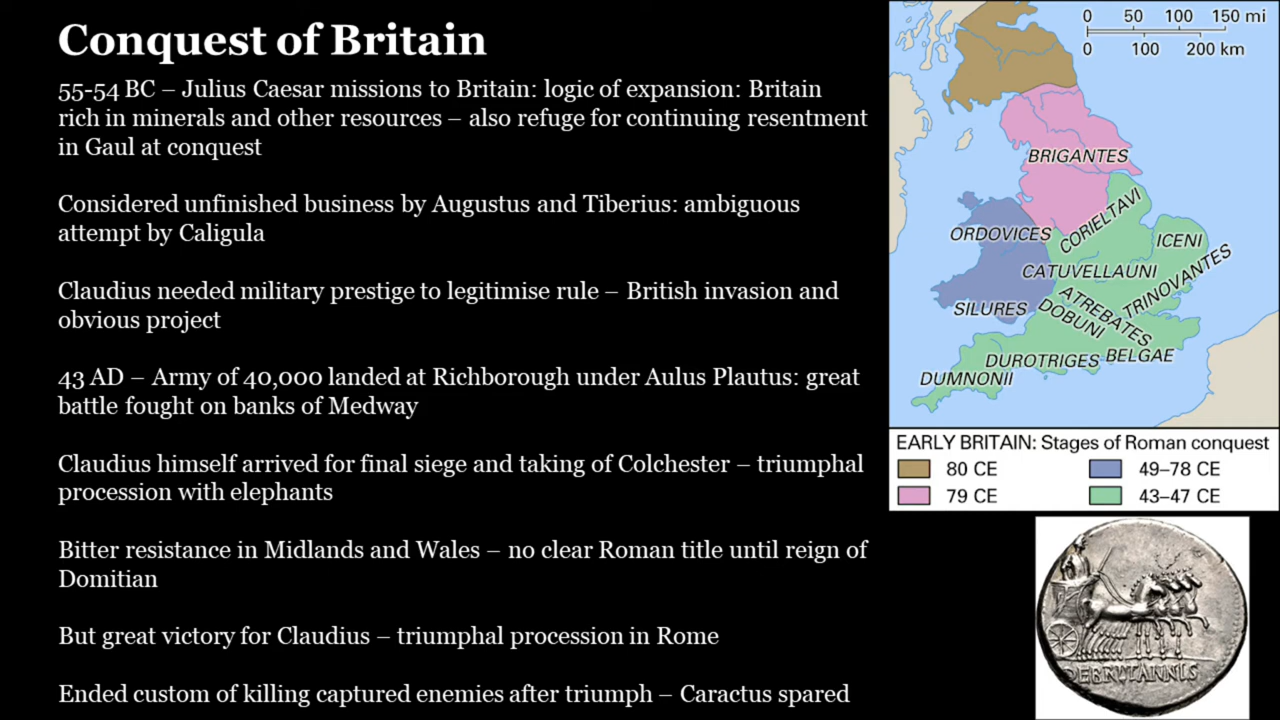 Conquest of Britain
55-54 BC – Julius Caesar missions to Britain: logic of expansion: Britain
rich in minerals and other resources – also refuge for continuing resentment
in Gaul at conquest
Considered unfinished business by Augustus and Tiberius: ambiguous
attempt by Caligula
Claudius needed military prestige to legitimise rule – British invasion and
obvious project
43 AD – Army of 40,000 landed at Richborough under Aulus Plautus: great
battle fought on banks of Medway
Claudius himself arrived for final siege and taking of Colchester – triumphal
procession with elephants
Bitter resistance in Midlands and Wales – no clear Roman title until reign of
Domitian
But great victory for Claudius – triumphal procession in Rome
Ended custom of killing captured enemies after triumph – Caractus spared
0 50 100 150 mi
0 100 200 km
BRIGANTES
CORIELTAVI
ORDOVICES
ICENI
CATUVELLAUNI
TRINOVANTES
ATREBATES
SILURES
DOBUNI
DUROTRIGES
BELGAE
DUMNONII
EARLY BRITAIN: Stages of Roman conquest
80 CE
49–78 CE
79 CE
43–47 CE
DEBRITANNIS